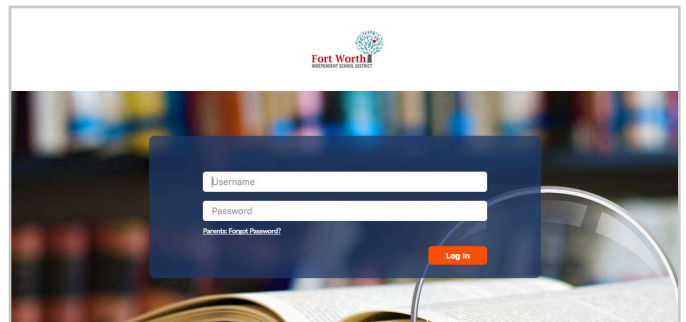 Fort Worth
INDEPENDENT SCHOOL DISTRICT
Username
Password
Parents: Forgot Password?
Log In